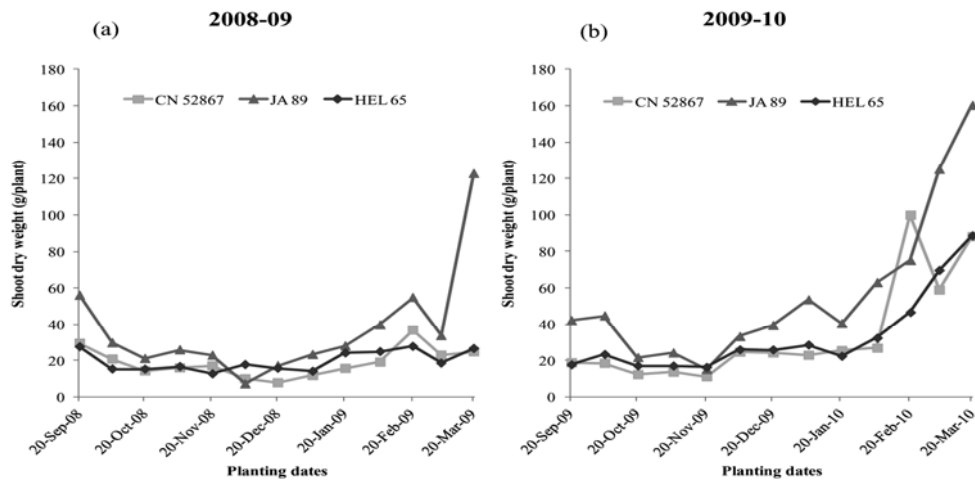 (a)
2008-09
Shoot dry weight (g/plant)
180
160
140
120
100
80
60
40
20
0
CN 52867 JA 89 HEL 65
20-Sep-08
20-Oct-08
20-Nov-08
20-Dec-08
20-Jan-09
20-Feb-09
20-Mar-09
Planting dates
(b)
2009-10
Shoot dry weight (g/plant)
180
160
140
120
100
80
60
40
20
0
CN 52867 JA 89 HEL 65
20-Sep-09
20-Oct-09
20-Nov-09
20-Dec-09
20-Jan-10
20-Feb-10
20-Mar-10
Planting dates